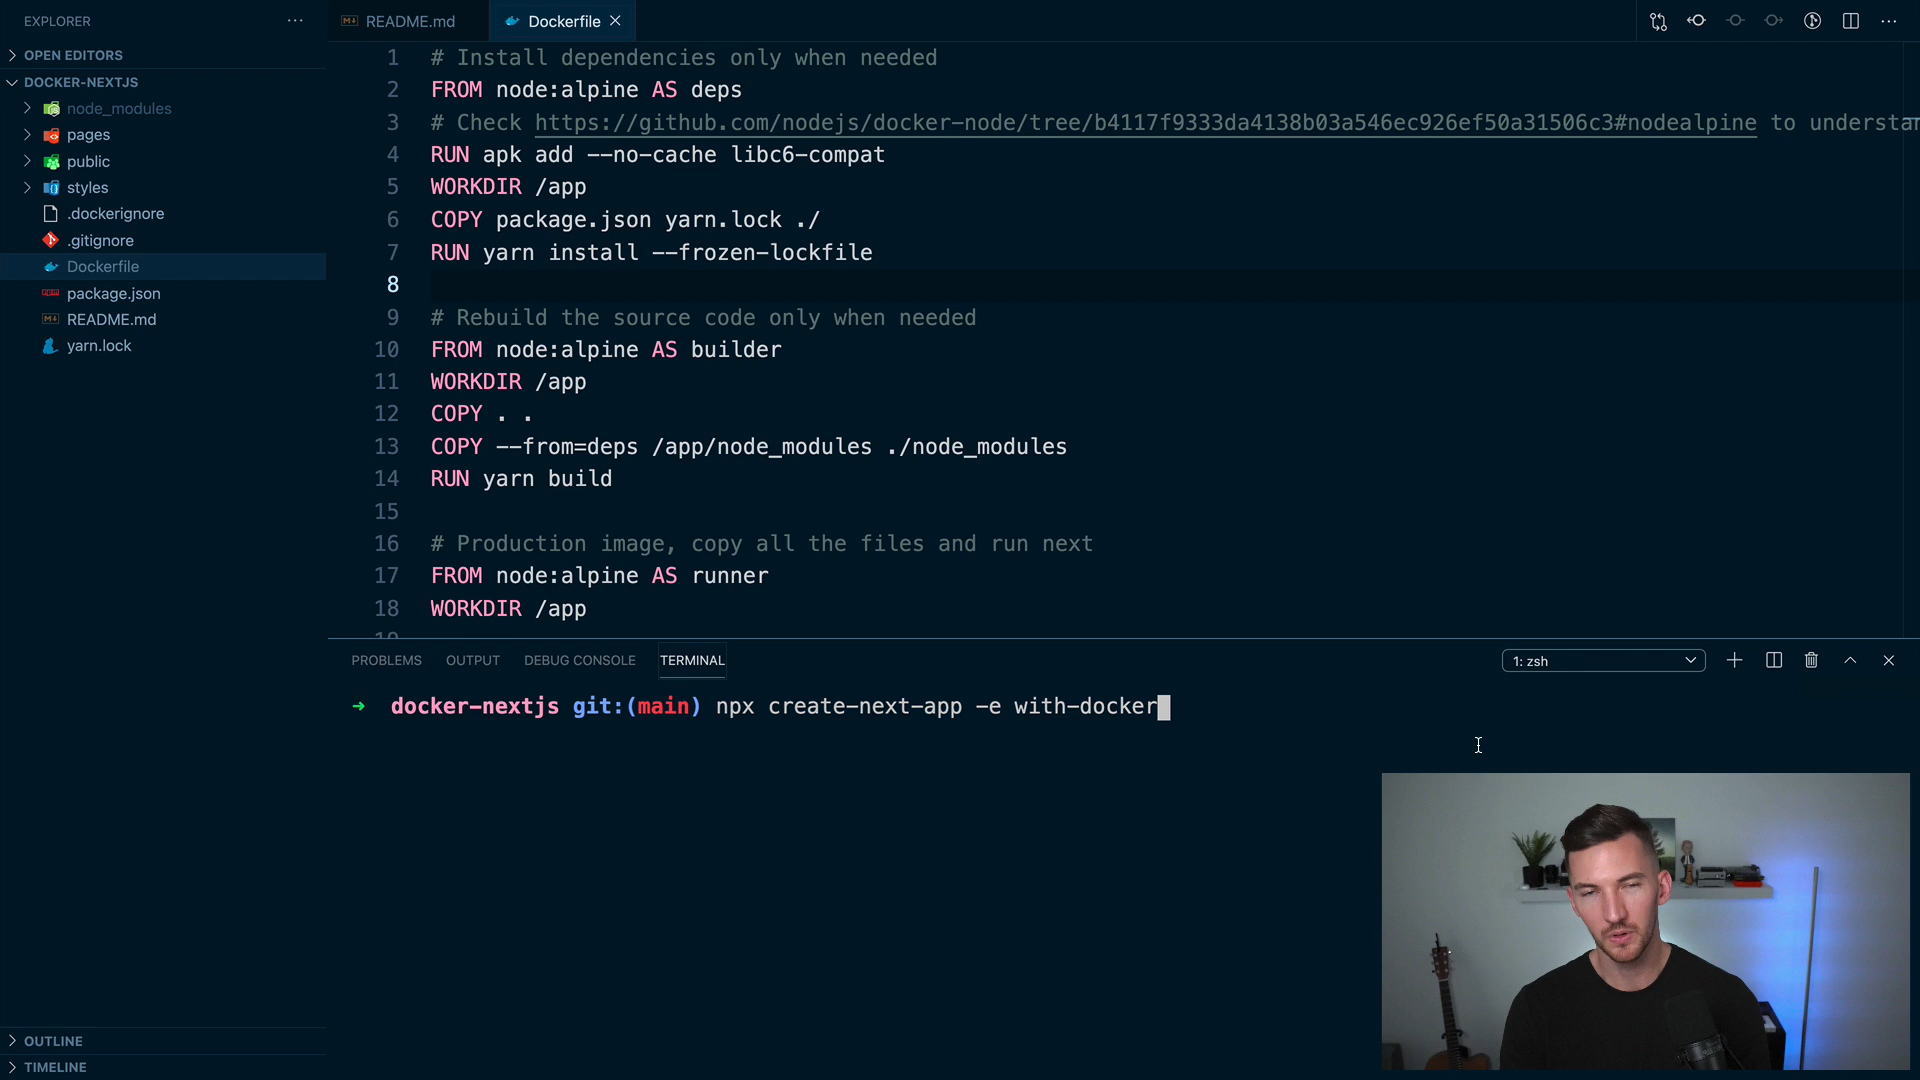 EXPLORER
OPEN EDITORS
DOCKER-NEXTJS
node_modules
pages
public
styles
.dockerignore
.gitignore
Dockerfile
package.json
README.md
yarn.lock
OUTLINE
TIMELINE
README.md
Dockerfile
1 # Install dependencies only when needed
2 FROM node:alpine AS deps
3 # Check https://github.com/nodejs/docker-node/tree/b4117f9333da4138b03a546ec926ef50a31506c3#nodealpine to understan
4 RUN apk add --no-cache libc6-compat
5 WORKDIR /app
6 COPY package.json yarn.lock ./
7 RUN yarn install --frozen-lockfile
8
9 # Rebuild the source code only when needed
10 FROM node:alpine AS builder
11 WORKDIR /app
12 COPY . .
13 COPY --from=deps /app/node_modules ./node_modules
14 RUN yarn build
15
16 # Production image, copy all the files and run next
17 FROM node:alpine AS runner
18 WORKDIR /app
PROBLEMS OUTPUT DEBUG CONSOLE TERMINAL
1: zsh
➜ docker-nextjs git:(main) npx create-next-app -e with-docker